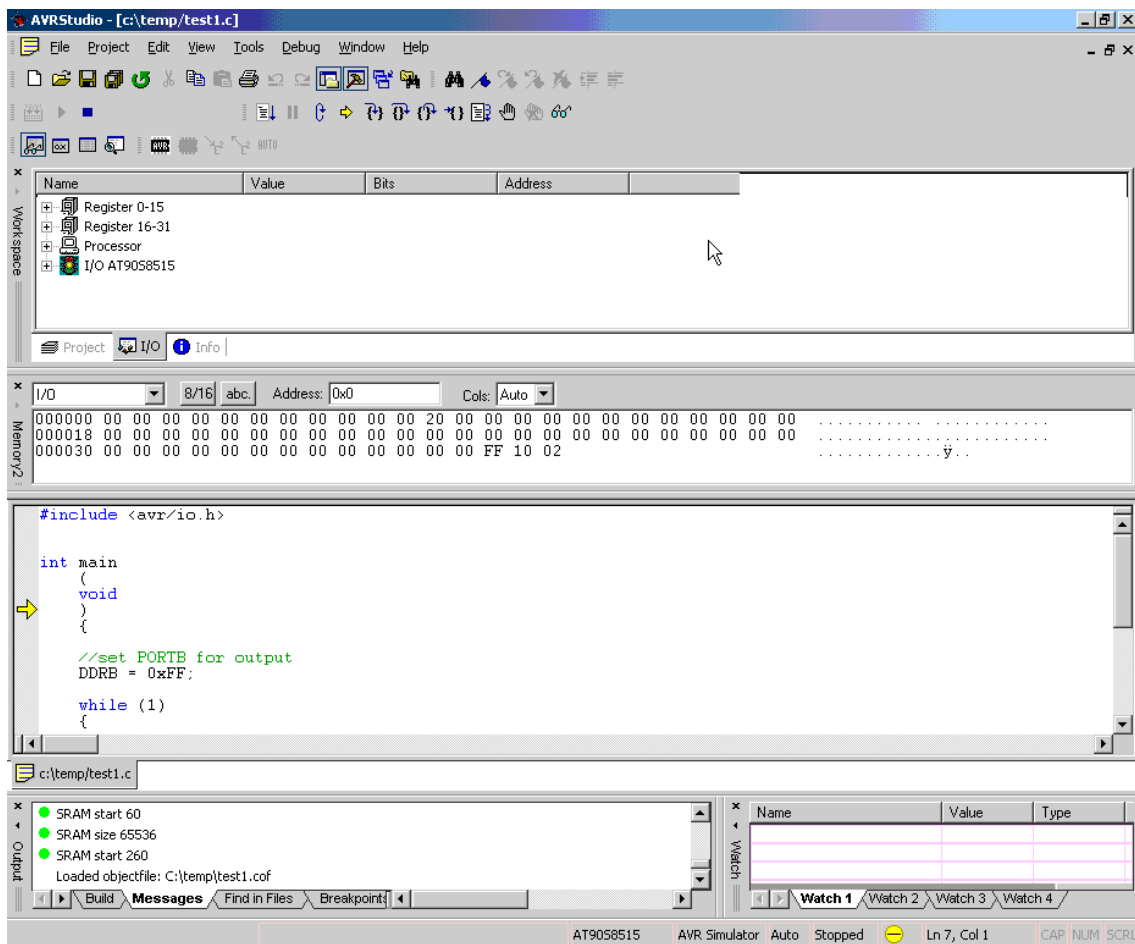 AVRStudio - [c:\temp/test1.c]
File Project Edit View Tools Debug Window Help
AVR AUTO
Workspace
Name Value Bits Address
Register 0-15
Register 16-31
Processor
I/O AT90S8515
Project I/O Info
Memory2
I/O 8/16 abc. Address: 0x0 Cols: Auto
000000 00 00 00 00 00 00 00 00 00 00 00 20 00 00 00 00 00 00 00 00 00 00 00 00 ........... ............
000018 00 00 00 00 00 00 00 00 00 00 00 00 00 00 00 00 00 00 00 00 00 00 00 00 ........................
000030 00 00 00 00 00 00 00 00 00 00 00 00 00 FF 10 02 .............ÿ..
#include <avr/io.h>
int main
(
void
)
{
//set PORTB for output
DDRB = 0xFF;
while (1)
{
c:\temp/test1.c
Output
SRAM start 60
SRAM size 65536
SRAM start 260
Loaded objectfile: C:\temp\test1.cof
Build Messages Find in Files Breakpoints
Watch
Name Value Type
Watch 1 Watch 2 Watch 3 Watch 4
AT90S8515 AVR Simulator Auto Stopped Ln 7, Col 1 CAP NUM SCRL